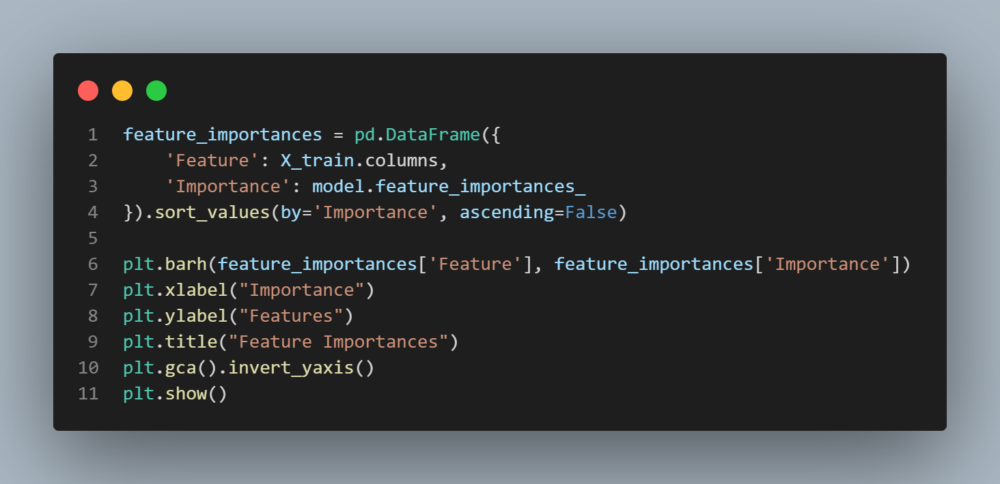 1 feature_importances = pd.DataFrame({
2     'Feature': X_train.columns,
3     'Importance': model.feature_importances_
4 }).sort_values(by='Importance', ascending=False)
5
6 plt.barh(feature_importances['Feature'], feature_importances['Importance'])
7 plt.xlabel("Importance")
8 plt.ylabel("Features")
9 plt.title("Feature Importances")
10 plt.gca().invert_yaxis()
11 plt.show()